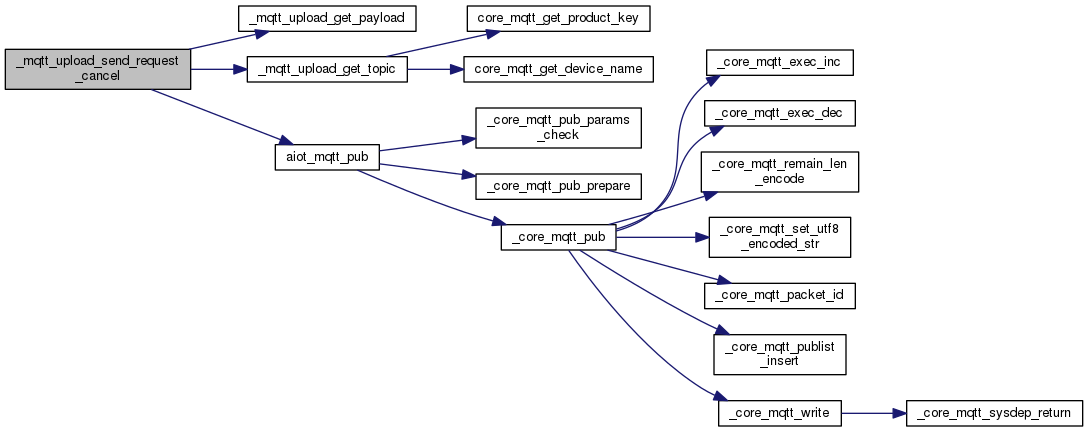 _mqtt_upload_send_request
_cancel
_mqtt_upload_get_payload
_mqtt_upload_get_topic
core_mqtt_get_product_key
core_mqtt_get_device_name
aiot_mqtt_pub
_core_mqtt_pub_params
_check
_core_mqtt_pub_prepare
_core_mqtt_pub
_core_mqtt_exec_inc
_core_mqtt_exec_dec
_core_mqtt_remain_len
_encode
_core_mqtt_set_utf8
_encoded_str
_core_mqtt_packet_id
_core_mqtt_publist
_insert
_core_mqtt_write
_core_mqtt_sysdep_return